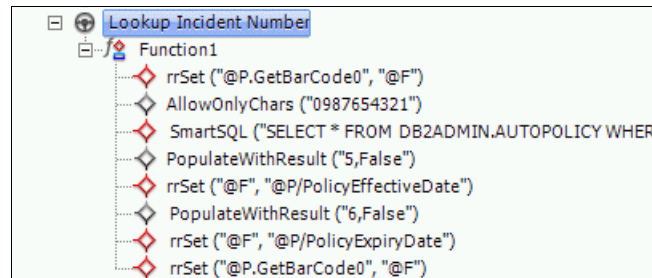 Lookup Incident Number
Function1
rrSet ("@P.GetBarCode0", "@F")
AllowOnlyChars ("0987654321")
SmartSQL ("SELECT * FROM DB2ADMIN.AUTOPOLICY WHER
PopulateWithResult ("5,False")
rrSet ("@F", "@P/PolicyEffectiveDate")
PopulateWithResult ("6,False")
rrSet ("@F", "@P/PolicyExpiryDate")
rrSet ("@P.GetBarCode0", "@F")